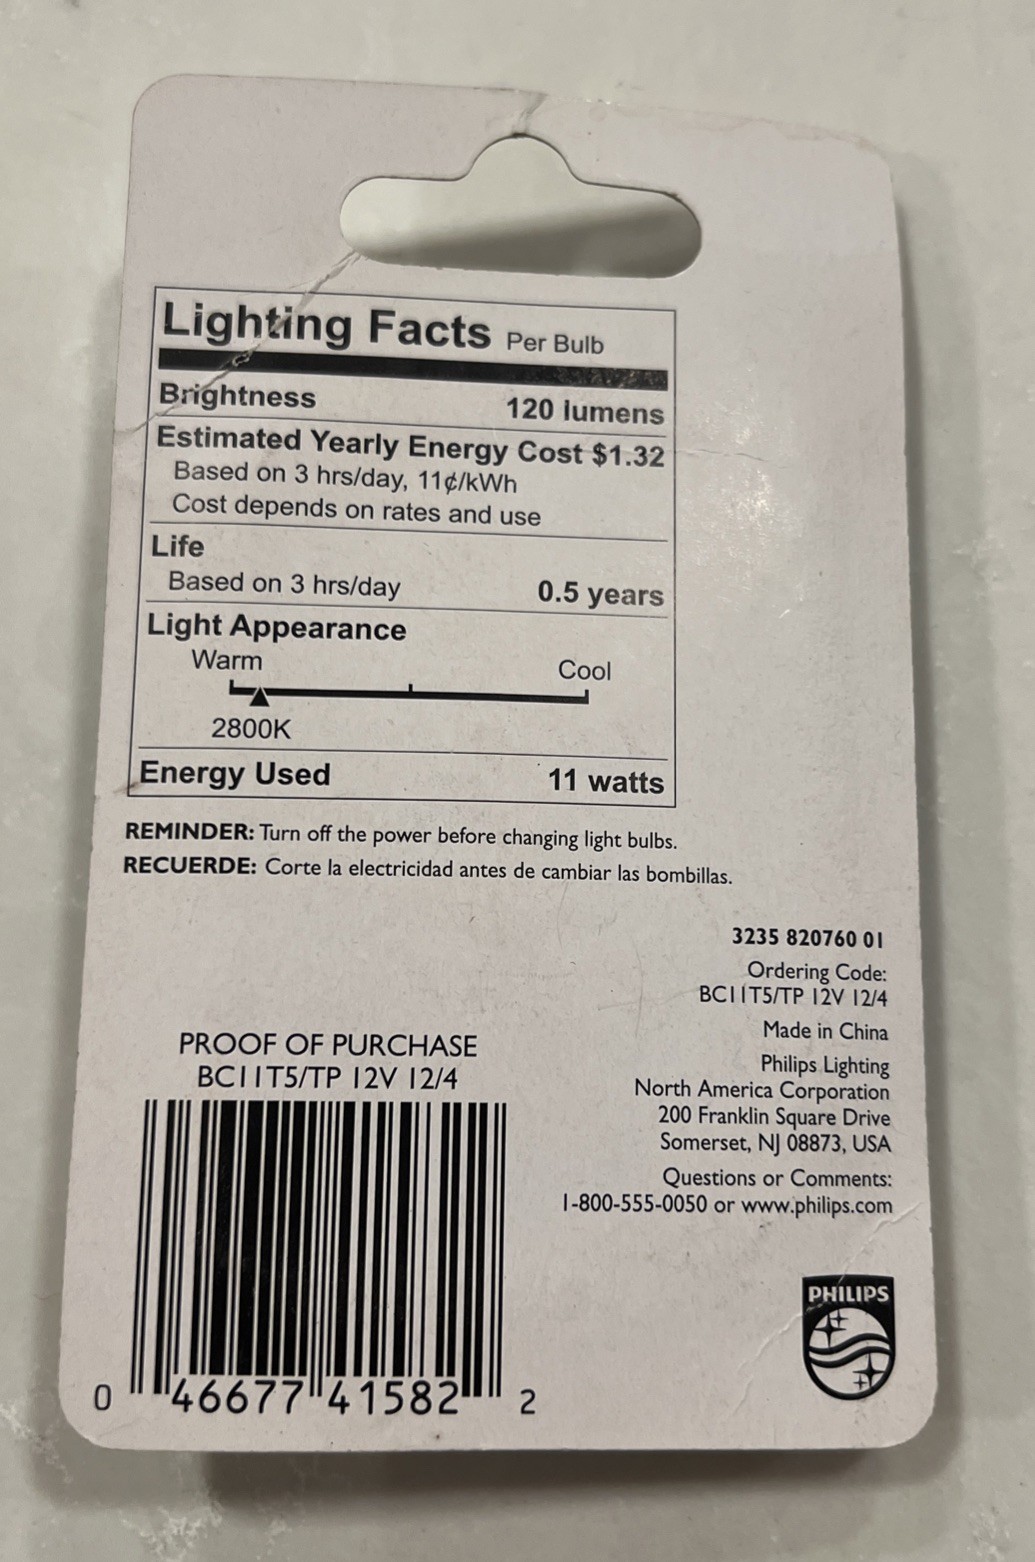 Lighting Facts Per Bulb
Brightness 120 lumens
Estimated Yearly Energy Cost $1.32
Based on 3 hrs/day, 11¢/kWh
Cost depends on rates and use
Life
Based on 3 hrs/day 0.5 years
Light Appearance
Warm Cool
2800K
Energy Used 11 watts
REMINDER: Turn off the power before changing light bulbs.
RECUERDE: Corte la electricidad antes de cambiar las bombillas.
3235 820760 01
Ordering Code:
BC11T5/TP 12V 12/4
Made in China
Philips Lighting
North America Corporation
200 Franklin Square Drive
Somerset, NJ 08873, USA
Questions or Comments:
1-800-555-0050 or www.philips.com
PROOF OF PURCHASE
BC11T5/TP 12V 12/4
0 46677 41582 2
PHILIPS